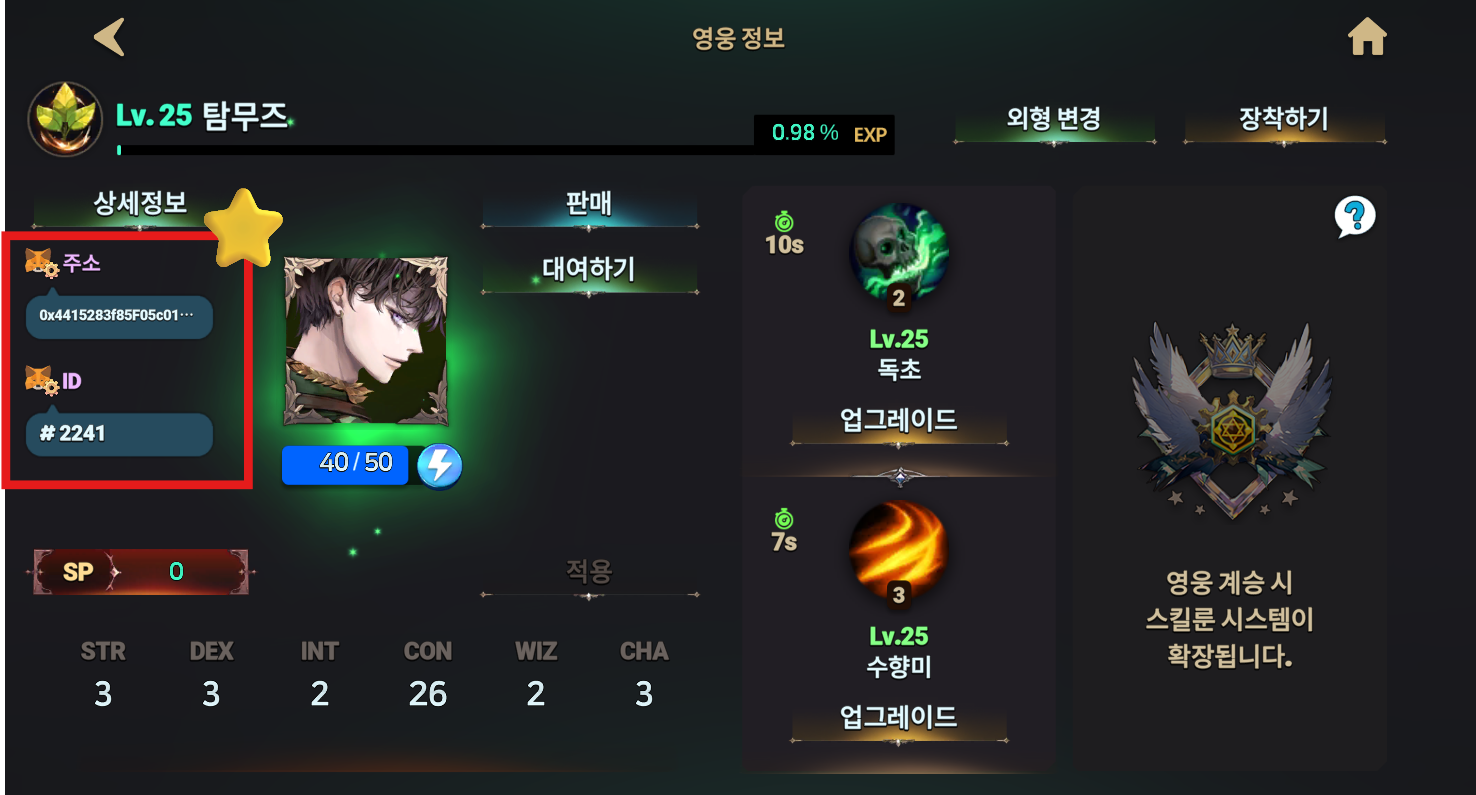 영웅 정보
Lv. 25 탐무즈
0.98 % EXP
외형 변경
장착하기
상세정보
주소
0x4415283f85F05c01···
ID
# 2241
판매
대여하기
40 / 50
SP 0
적용
STR DEX INT CON WIZ CHA
3 3 2 26 2 3
10s
2
Lv.25
독초
업그레이드
7s
3
Lv.25
수향미
업그레이드
?
영웅 계승 시
스킬룬 시스템이
확장됩니다.